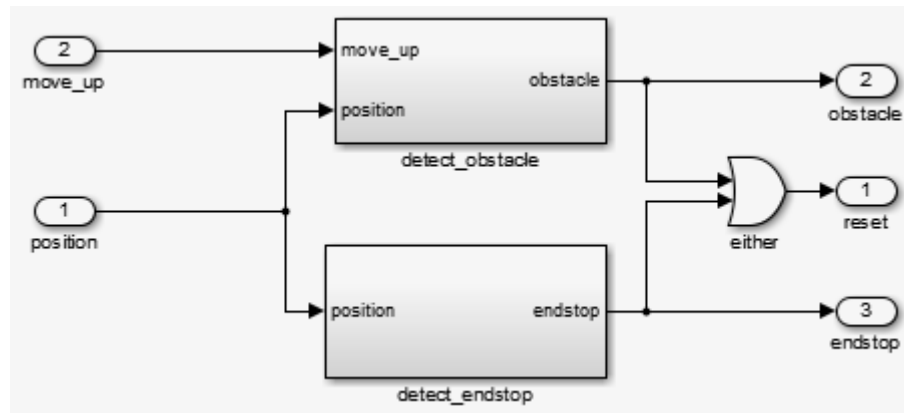 2
move_up
move_up
position
obstacle
detect_obstacle
2
obstacle
1
position
either
1
reset
position
endstop
detect_endstop
3
endstop